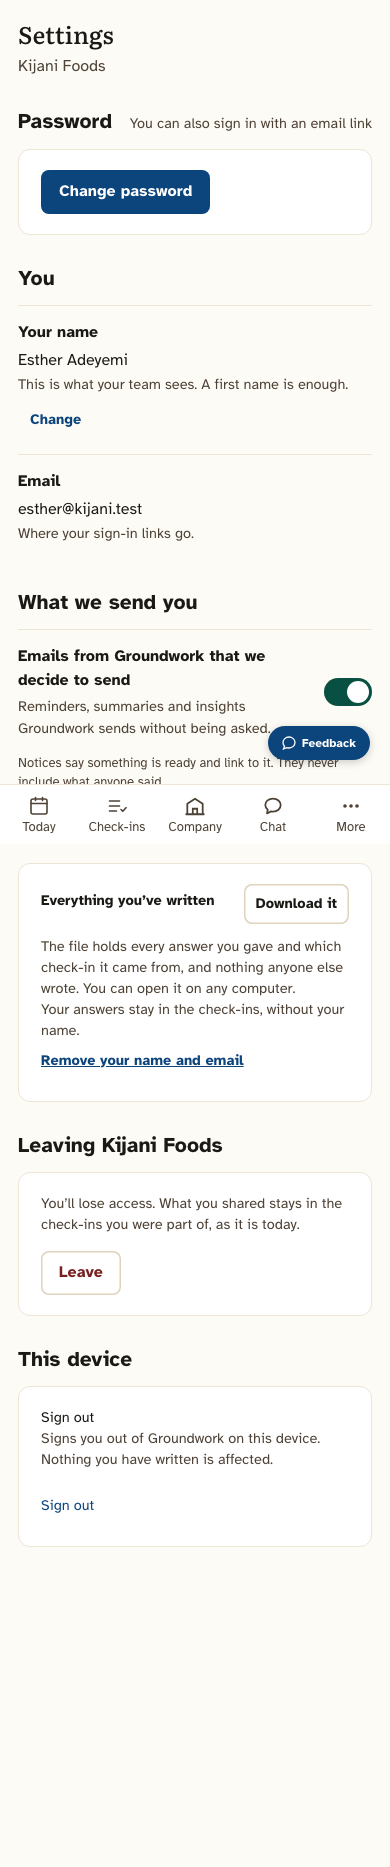 Settings
Kijani Foods
Password You can also sign in with an email link
Change password
You
Your name
Esther Adeyemi
This is what your team sees. A first name is enough.
Change
Email
esther@kijani.test
Where your sign-in links go.
What we send you
Emails from Groundwork that we
decide to send
Reminders, summaries and insights
Groundwork sends without being asked.
Feedback
Notices say something is ready and link to it. They never
include what anyone said
Today Check-ins Company Chat More
Everything you’ve written Download it
The file holds every answer you gave and which
check-in it came from, and nothing anyone else
wrote. You can open it on any computer.
Your answers stay in the check-ins, without your
name.
Remove your name and email
Leaving Kijani Foods
You’ll lose access. What you shared stays in the
check-ins you were part of, as it is today.
Leave
This device
Sign out
Signs you out of Groundwork on this device.
Nothing you have written is affected.
Sign out